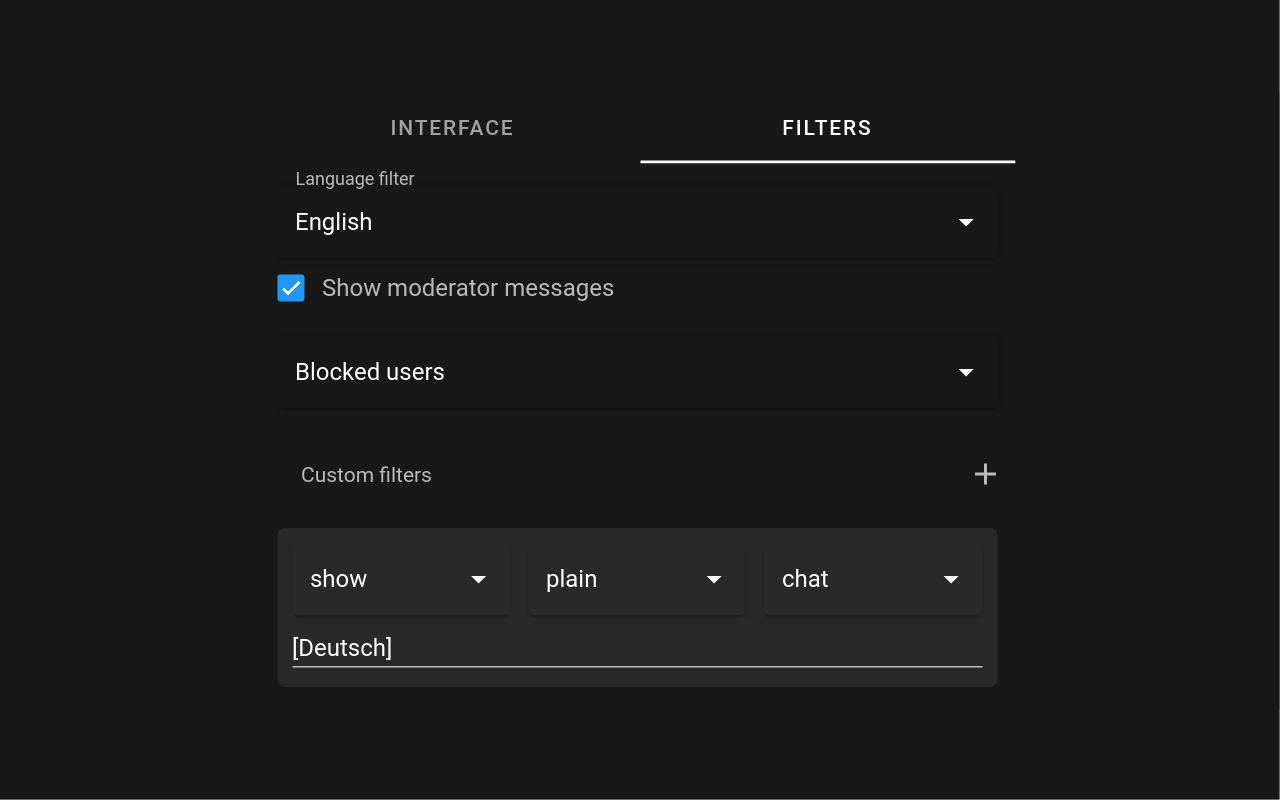 INTERFACE FILTERS
Language filter
English
Show moderator messages
Blocked users
Custom filters
show plain chat
[Deutsch]